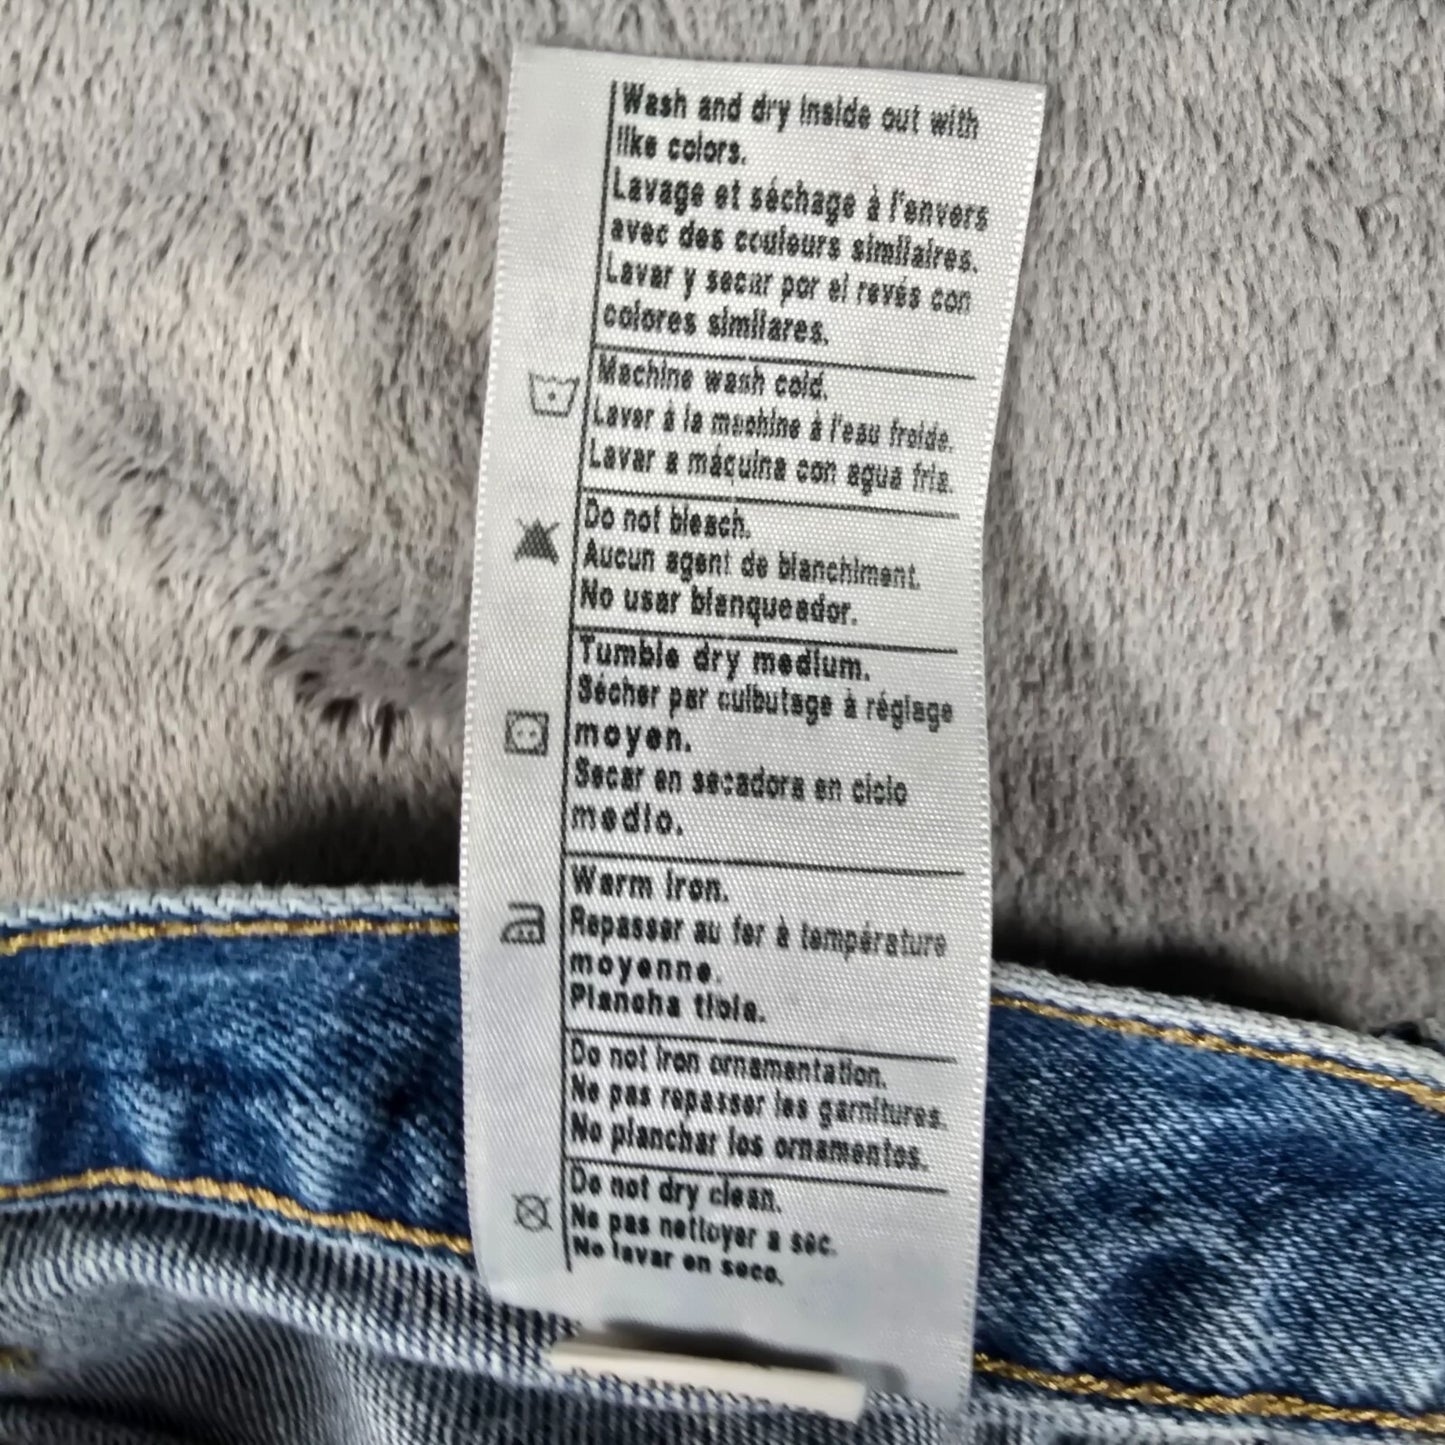 Wash and dry inside out with
like colors.
Lavage et séchage à l'envers
avec des couleurs similaires.
Lavar y secar por el revés con
colores similares.
Machine wash cold.
Laver à la machine à l'eau froide.
Lavar a máquina con agua fria.
Do not bleach.
Aucun agent de blanchiment.
No usar blanqueador.
Tumble dry medium.
Sécher par culbutage à réglage
moyen.
Secar en secadora en ciclo
medio.
Warm iron.
Repasser au fer à température
moyenne.
Plancha tibia.
Do not iron ornamentation.
Ne pas repasser les garnitures.
No planchar los ornamentos.
Do not dry clean.
Ne pas nettoyer a sec.
No lavar en seco.